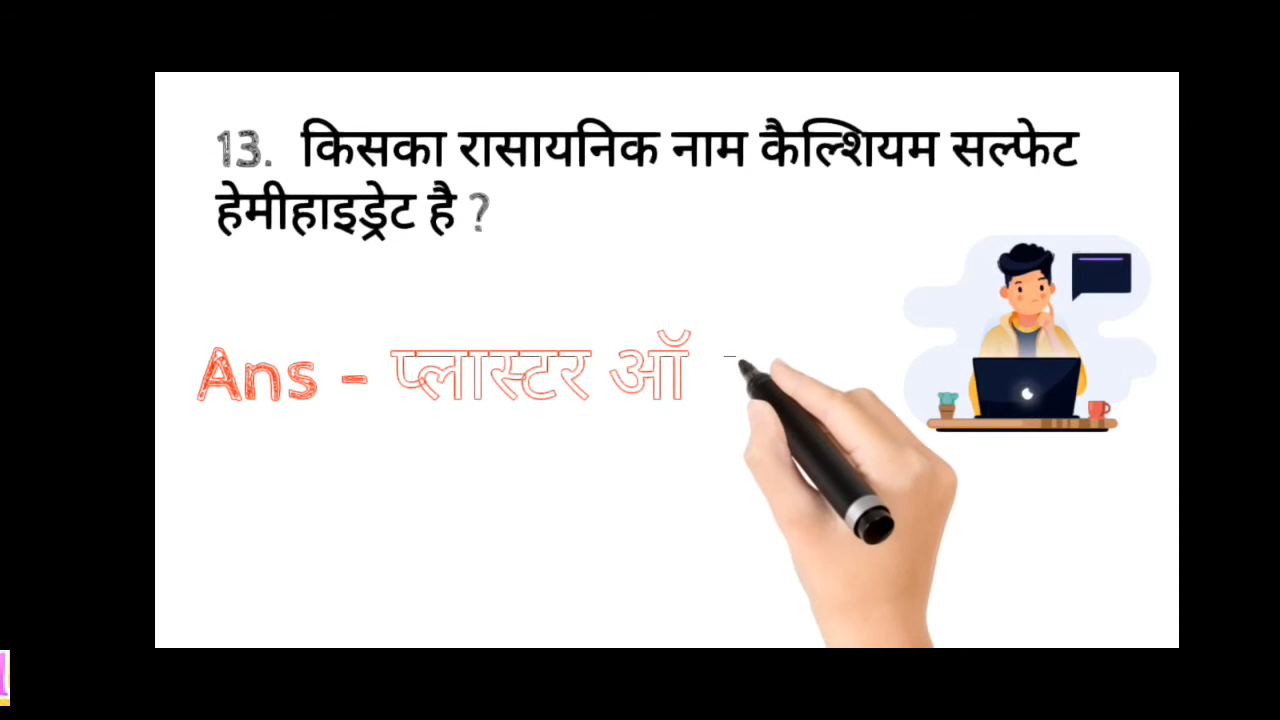 13. किसका रासायनिक नाम कैल्शियम सल्फेट
हेमीहाइड्रेट है ?
Ans - प्लास्टर ऑ